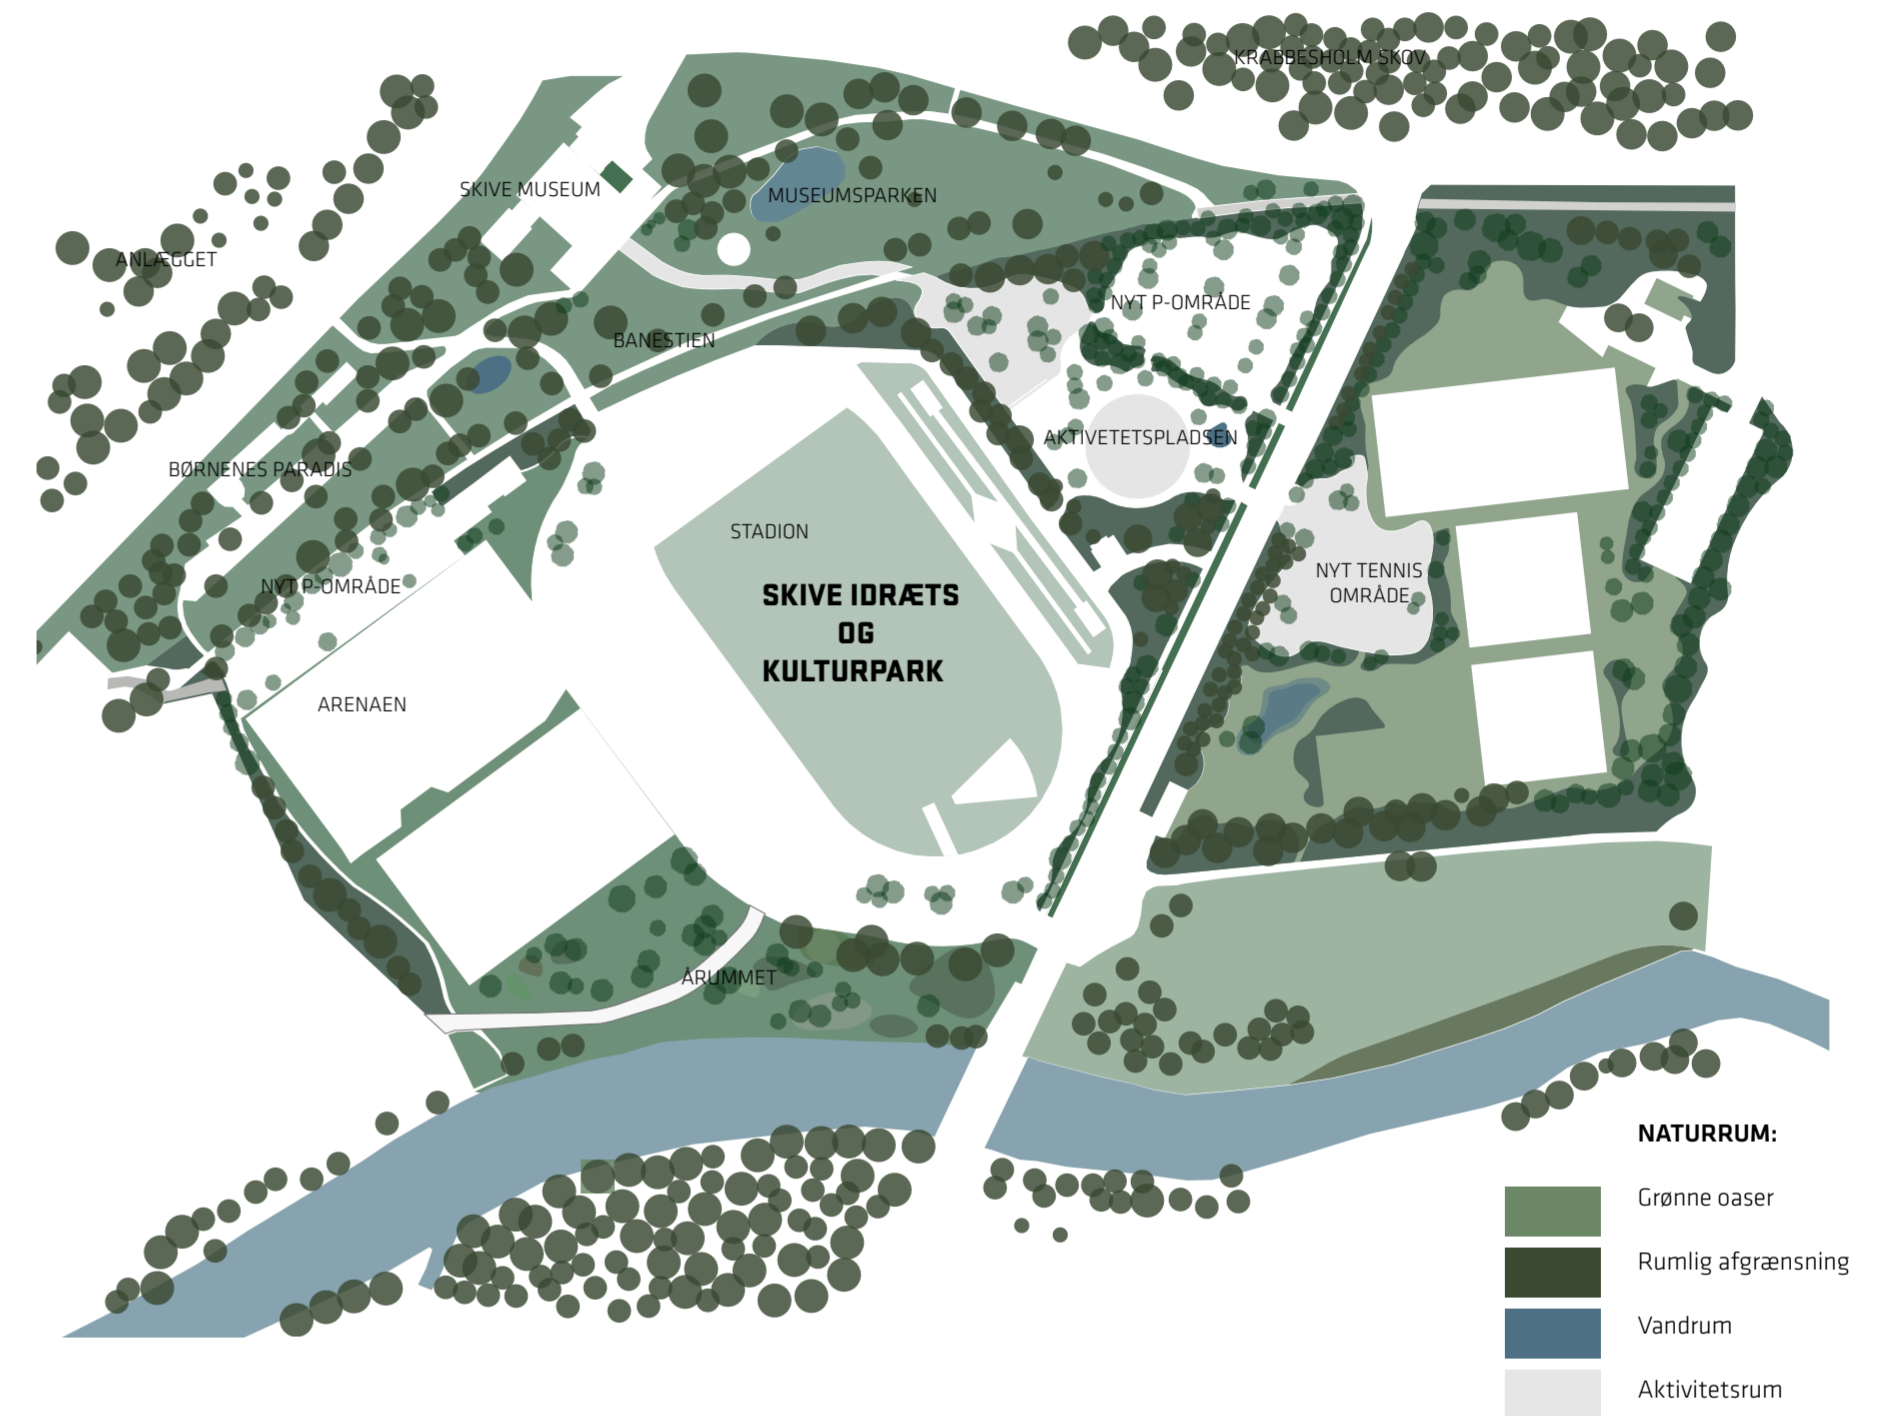 KRABBESHOLM SKOV
SKIVE MUSEUM
MUSEUMSPARKEN
ANLÆGGET
NYT P-OMRÅDE
BANESTIEN
AKTIVETETSPLADSEN
BØRNENES PARADIS
STADION
NYT P-OMRÅDE
SKIVE IDRÆTS
OG
KULTURPARK
NYT TENNIS
OMRÅDE
ARENAEN
ÅRUMMET
NATURRUM:
Grønne oaser
Rumlig afgrænsning
Vandrum
Aktivitetsrum